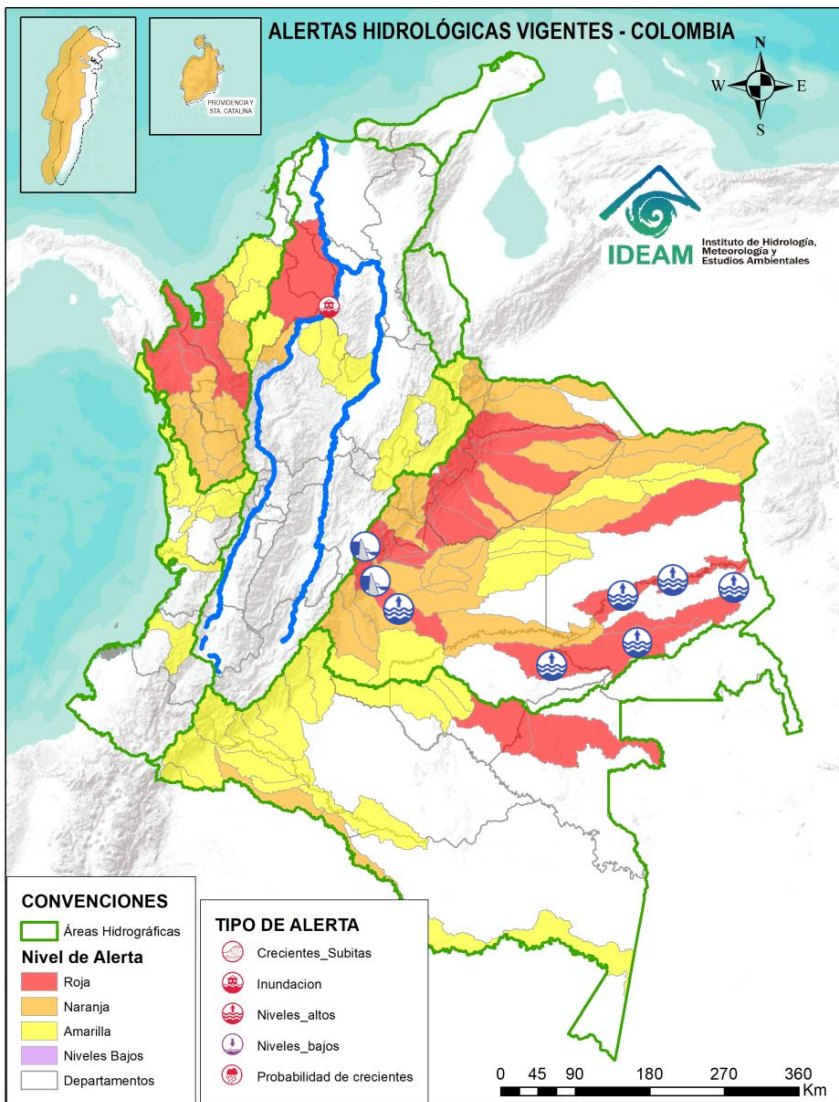 ALERTAS HIDROLÓGICAS VIGENTES - COLOMBIA
N
W
E
S
PROVIDENCIA Y
STA. CATALINA
IDEAM
Instituto de Hidrología,
Meteorología y
Estudios Ambientales
CONVENCIONES
Áreas Hidrográficas
Nivel de Alerta
Roja
Naranja
Amarilla
Niveles Bajos
Departamentos
TIPO DE ALERTA
Crecientes_Subitas
Inundacion
Niveles_altos
Niveles_bajos
Probabilidad de crecientes
0 45 90 180 270 360
Km